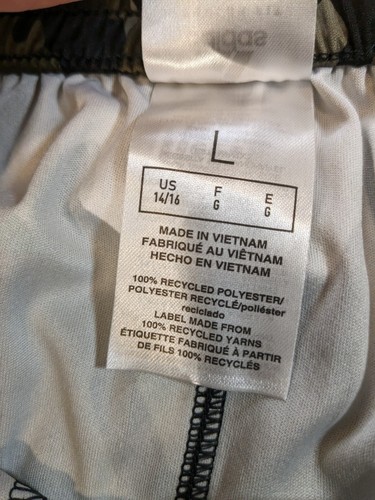 adidas
L
US F E
14/16 G G
MADE IN VIETNAM
FABRIQUÉ AU VIÊTNAM
HECHO EN VIETNAM
100% RECYCLED POLYESTER/
POLYESTER RECYCLÉ/poliéster
reciclado
LABEL MADE FROM
100% RECYCLED YARNS
ÉTIQUETTE FABRIQUÉ À PARTIR
DE FILS 100% RECYCLÉS